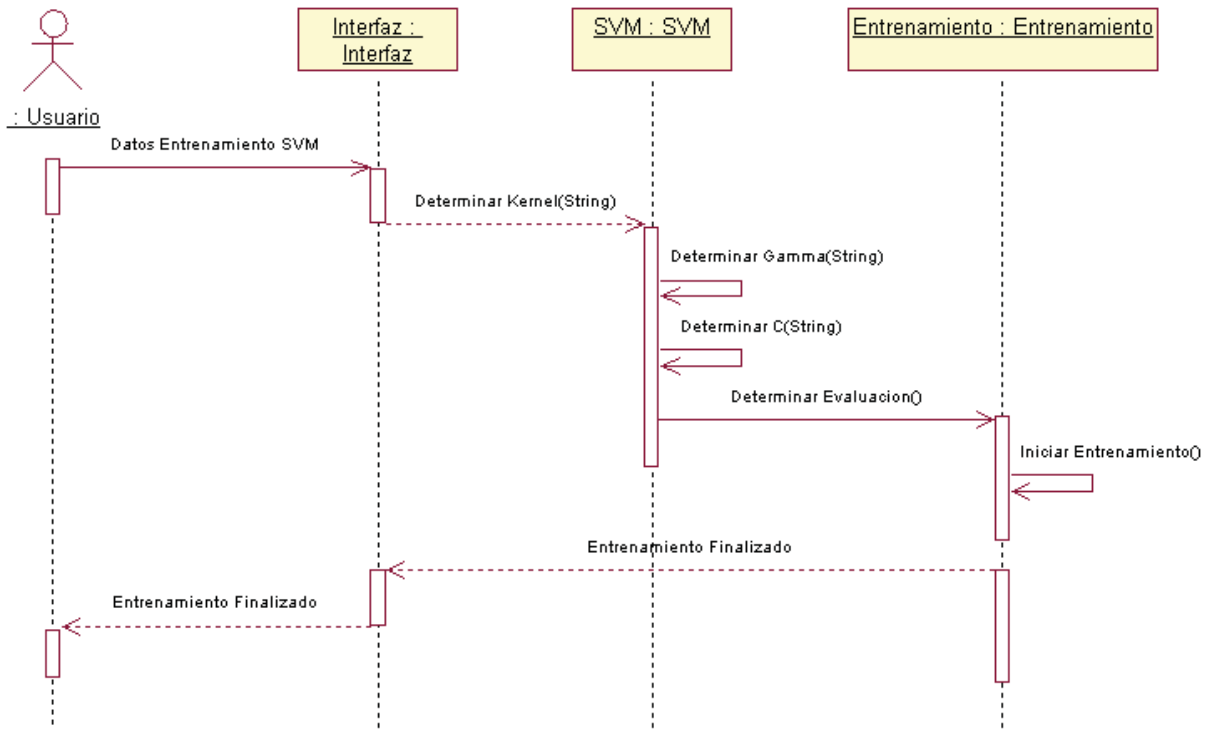 Interfaz :
Interfaz
SVM : SVM
Entrenamiento : Entrenamiento
: Usuario
Datos Entrenamiento SVM
Determinar Kernel(String)
Determinar Gamma(String)
Determinar C(String)
Determinar Evaluacion()
Iniciar Entrenamiento()
Entrenamiento Finalizado
Entrenamiento Finalizado